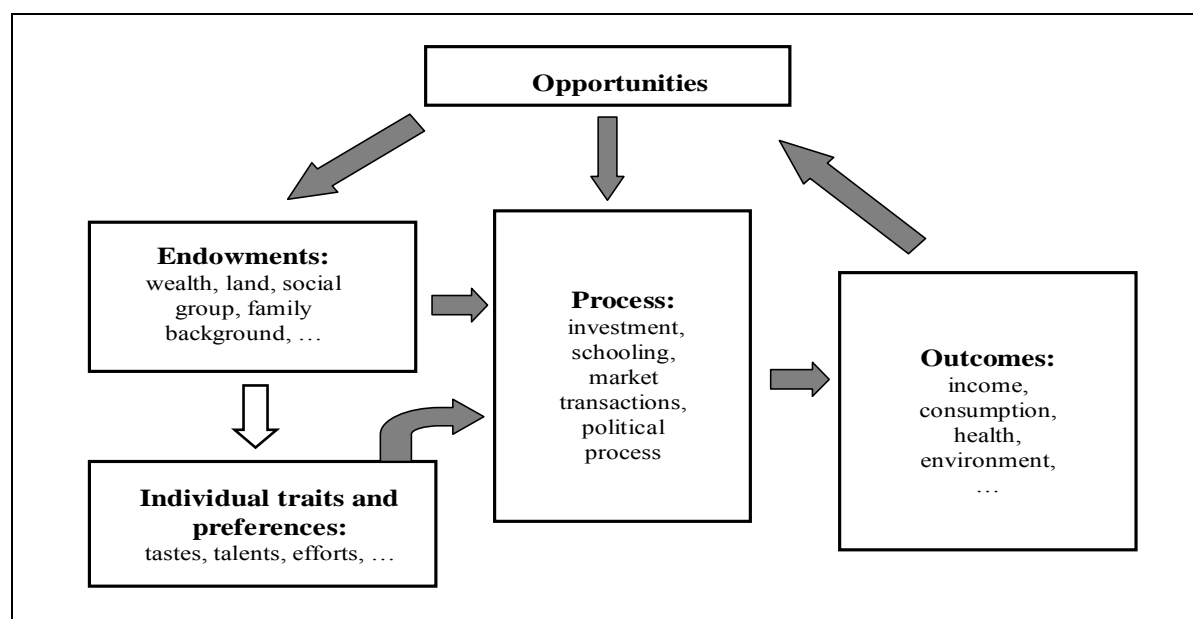 Opportunities
Endowments:
wealth, land, social
group, family
background, …
Individual traits and
preferences:
tastes, talents, efforts, …
Process:
investment,
schooling,
market
transactions,
political
process
Outcomes:
income,
consumption,
health,
environment,
…